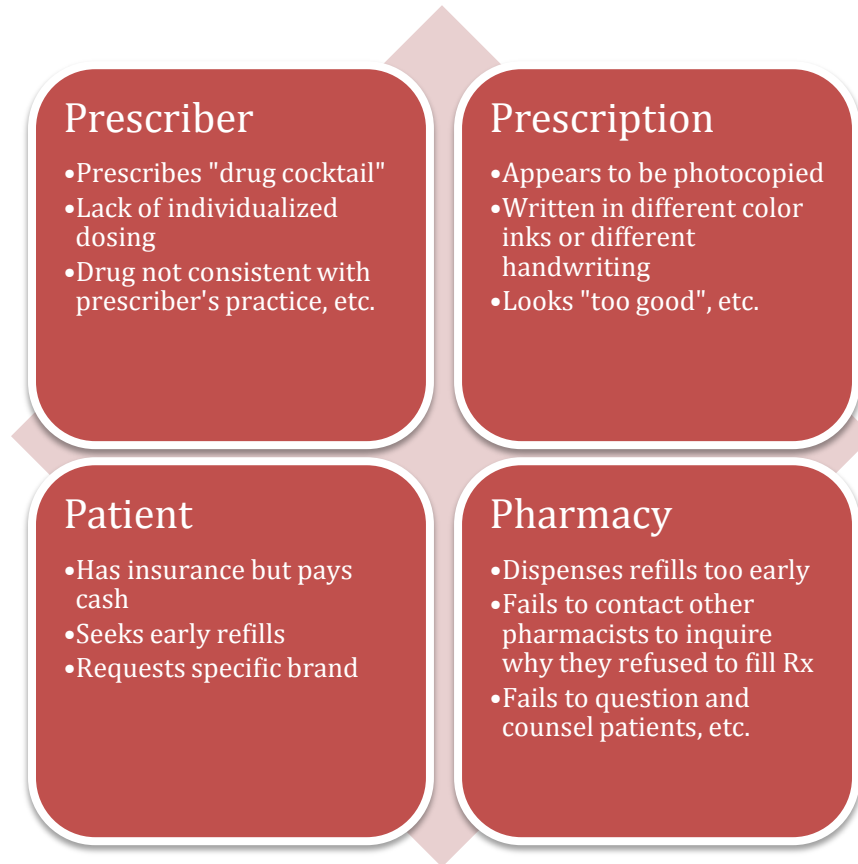 Prescriber
•Prescribes "drug cocktail"
•Lack of individualized
dosing
•Drug not consistent with
prescriber's practice, etc.
Prescription
•Appears to be photocopied
•Written in different color
inks or different
handwriting
•Looks "too good", etc.
Patient
•Has insurance but pays
cash
•Seeks early refills
•Requests specific brand
Pharmacy
•Dispenses refills too early
•Fails to contact other
pharmacists to inquire
why they refused to fill Rx
•Fails to question and
counsel patients, etc.